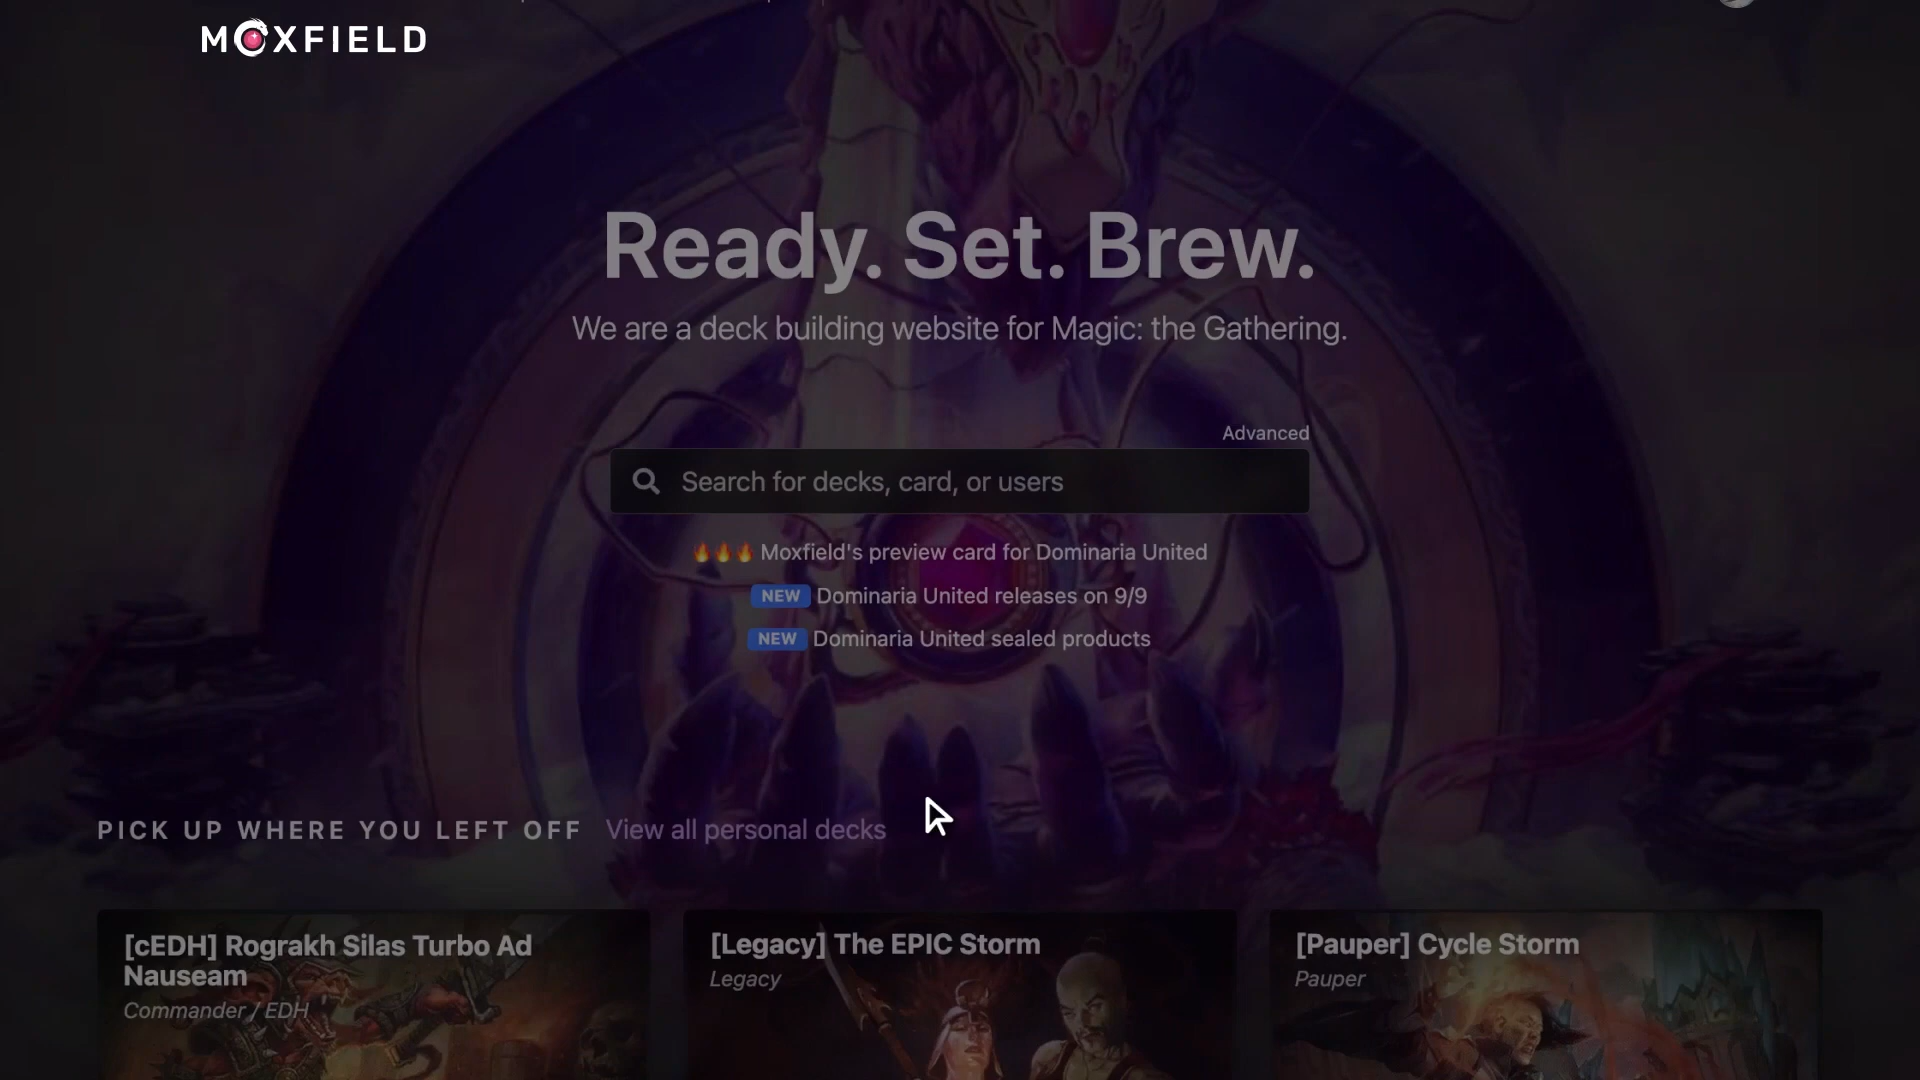 MOXFIELD
Ready. Set. Brew.
We are a deck building website for Magic: the Gathering.
Advanced
Search for decks, card, or users
🔥🔥🔥 Moxfield's preview card for Dominaria United
NEW Dominaria United releases on 9/9
NEW Dominaria United sealed products
PICK UP WHERE YOU LEFT OFF View all personal decks
[cEDH] Rograkh Silas Turbo Ad
Nauseam
Commander / EDH
[Legacy] The EPIC Storm
Legacy
[Pauper] Cycle Storm
Pauper